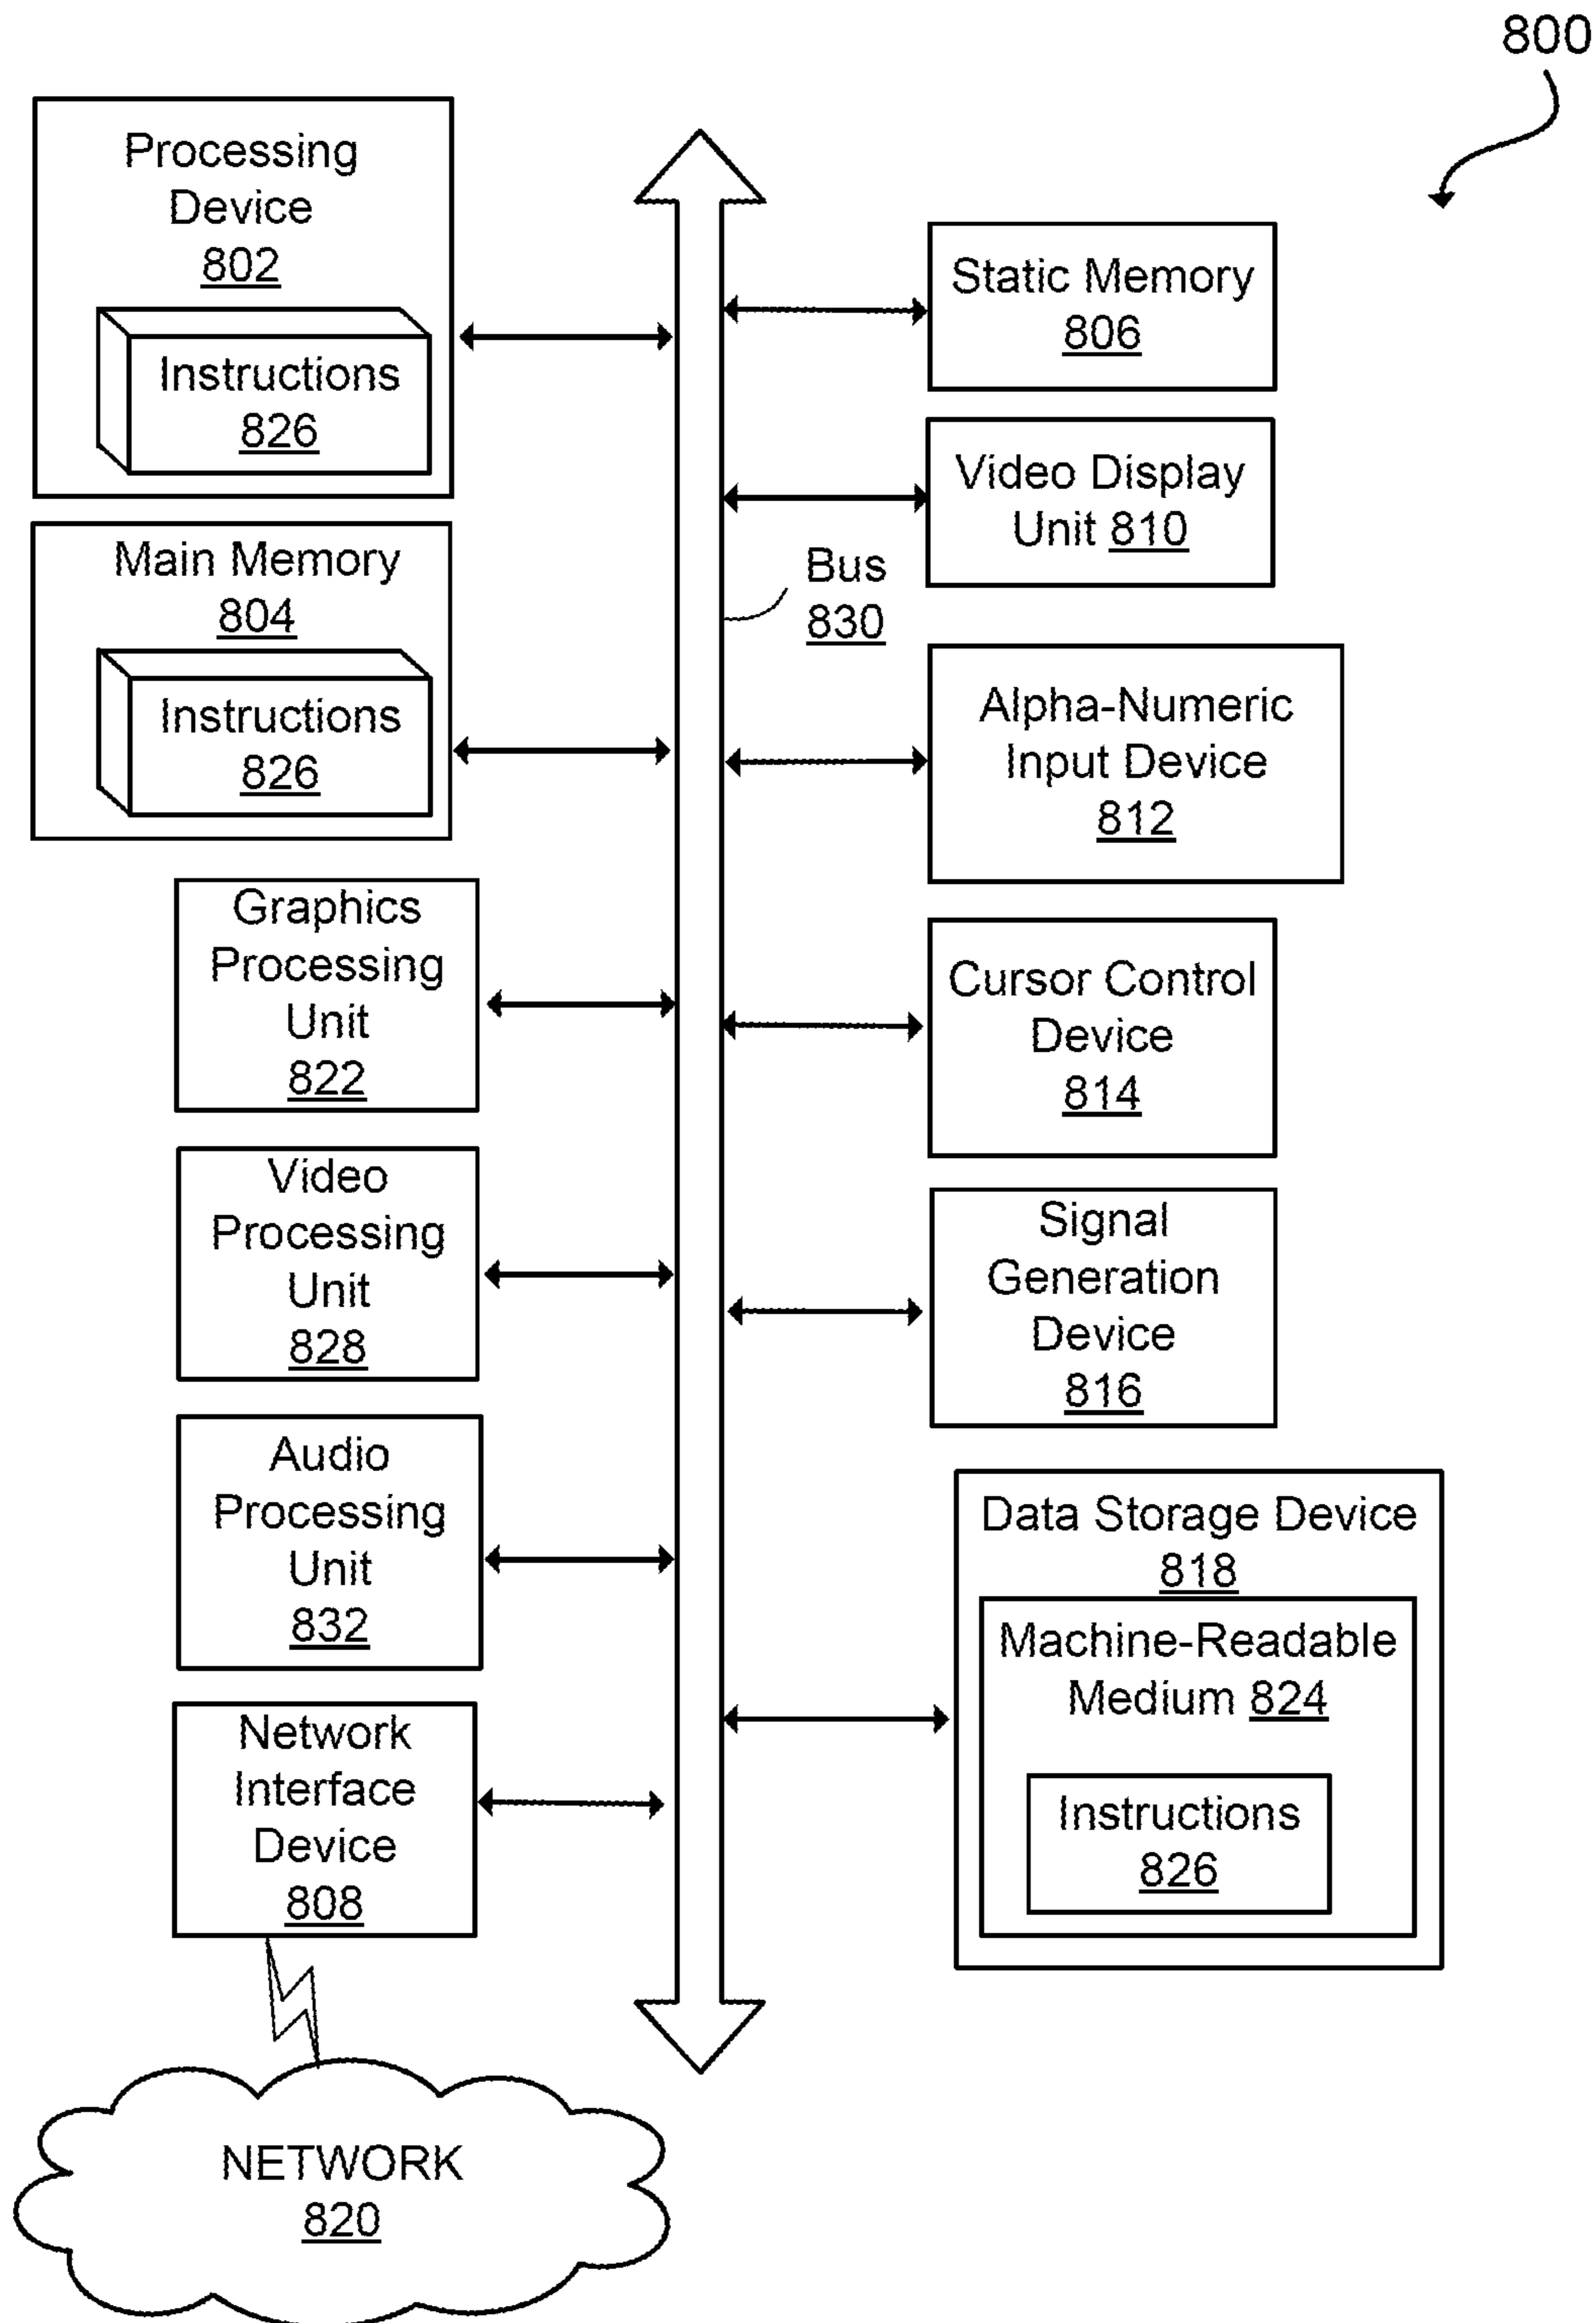 800
Processing
Device
802
Instructions
826
Main Memory
804
Instructions
826
Graphics
Processing
Unit
822
Video
Processing
Unit
828
Audio
Processing
Unit
832
Network
Interface
Device
808
NETWORK
820
Bus
830
Static Memory
806
Video Display
Unit 810
Alpha-Numeric
Input Device
812
Cursor Control
Device
814
Signal
Generation
Device
816
Data Storage Device
818
Machine-Readable
Medium 824
Instructions
826